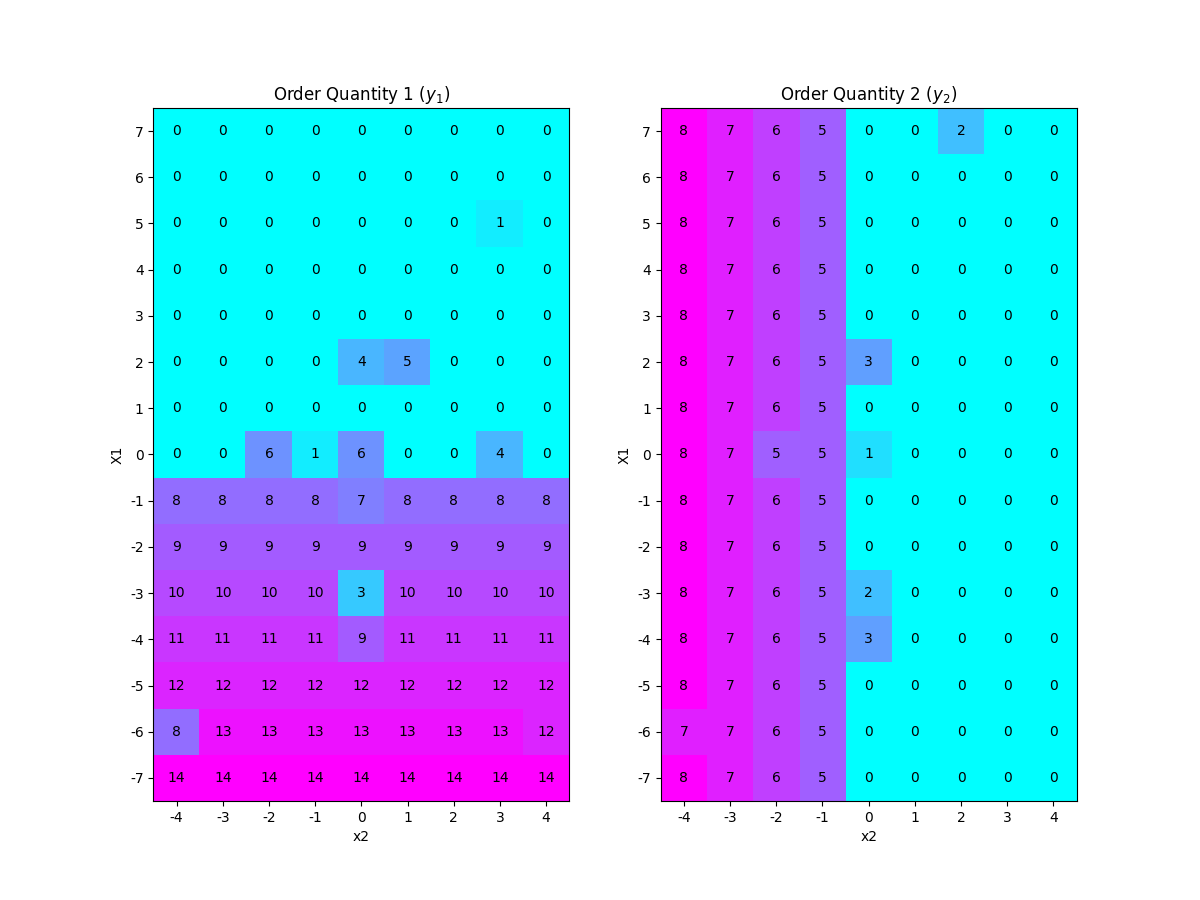 Order Quantity 1 (y₁)
7 0 0 0 0 0 0 0 0 0
6 0 0 0 0 0 0 0 0 0
5 0 0 0 0 0 0 0 1 0
4 0 0 0 0 0 0 0 0 0
3 0 0 0 0 0 0 0 0 0
2 0 0 0 0 4 5 0 0 0
1 0 0 0 0 0 0 0 0 0
0 0 0 6 1 6 0 0 4 0
-1 8 8 8 8 7 8 8 8 8
-2 9 9 9 9 9 9 9 9 9
-3 10 10 10 10 3 10 10 10 10
-4 11 11 11 11 9 11 11 11 11
-5 12 12 12 12 12 12 12 12 12
-6 8 13 13 13 13 13 13 13 12
-7 14 14 14 14 14 14 14 14 14
-4 -3 -2 -1 0 1 2 3 4
x2
X1
Order Quantity 2 (y₂)
7 8 7 6 5 0 0 2 0 0
6 8 7 6 5 0 0 0 0 0
5 8 7 6 5 0 0 0 0 0
4 8 7 6 5 0 0 0 0 0
3 8 7 6 5 0 0 0 0 0
2 8 7 6 5 3 0 0 0 0
1 8 7 6 5 0 0 0 0 0
0 8 7 5 5 1 0 0 0 0
-1 8 7 6 5 0 0 0 0 0
-2 8 7 6 5 0 0 0 0 0
-3 8 7 6 5 2 0 0 0 0
-4 8 7 6 5 3 0 0 0 0
-5 8 7 6 5 0 0 0 0 0
-6 7 7 6 5 0 0 0 0 0
-7 8 7 6 5 0 0 0 0 0
-4 -3 -2 -1 0 1 2 3 4
x2
X1